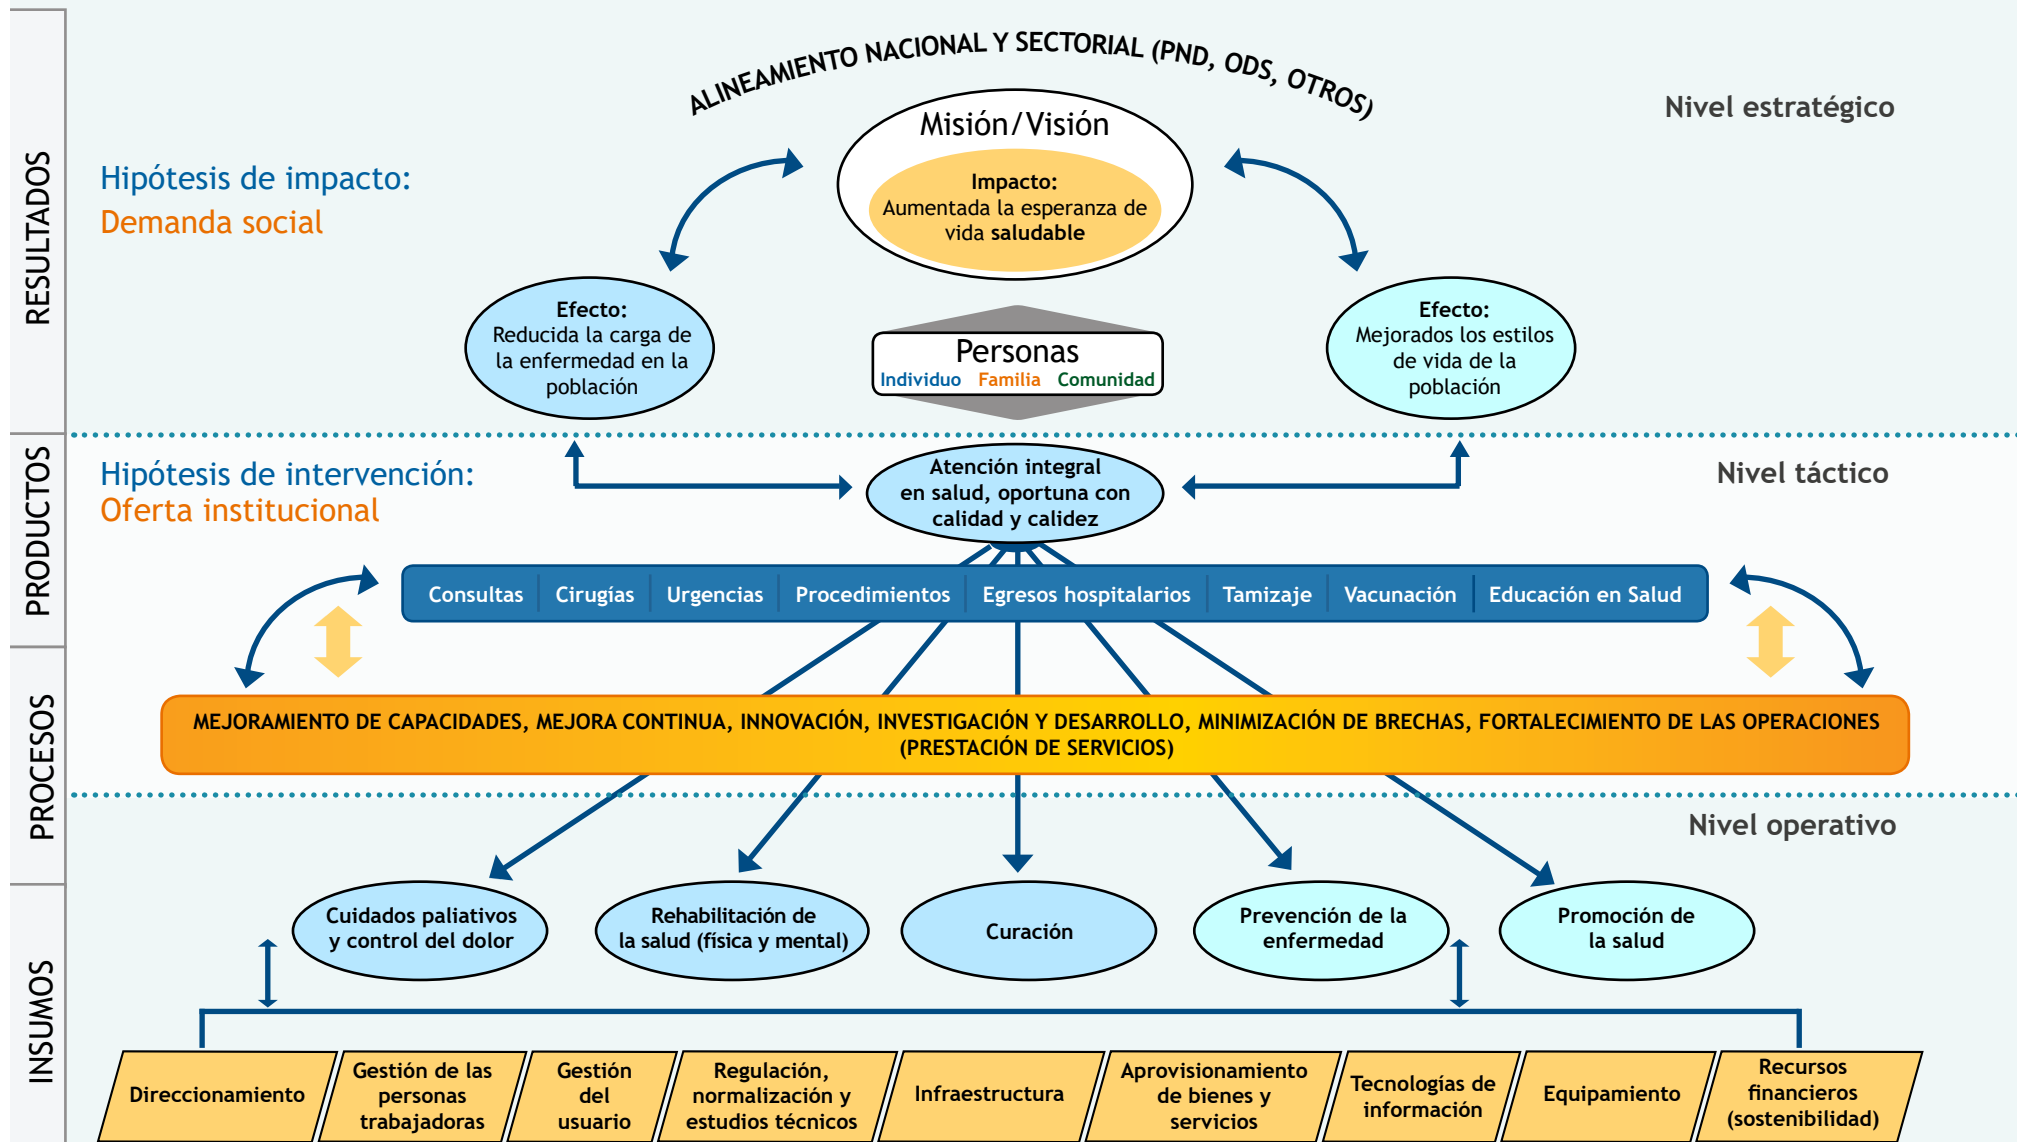 ALINEAMIENTO NACIONAL Y SECTORIAL (PND, ODS, OTROS)
Nivel estratégico
RESULTADOS
Hipótesis de impacto:
Demanda social
Misión/Visión
Impacto:
Aumentada la esperanza de
vida saludable
Efecto:
Reducida la carga de
la enfermedad en la
población
Personas
Individuo Familia Comunidad
Efecto:
Mejorados los estilos
de vida de la
población
PRODUCTOS
Hipótesis de intervención:
Oferta institucional
Atención integral
en salud, oportuna con
calidad y calidez
Nivel táctico
Consultas Cirugías Urgencias Procedimientos Egresos hospitalarios Tamizaje Vacunación Educación en Salud
PROCESOS
MEJORAMIENTO DE CAPACIDADES, MEJORA CONTINUA, INNOVACIÓN, INVESTIGACIÓN Y DESARROLLO, MINIMIZACIÓN DE BRECHAS, FORTALECIMIENTO DE LAS OPERACIONES
(PRESTACIÓN DE SERVICIOS)
Nivel operativo
INSUMOS
Cuidados paliativos
y control del dolor
Rehabilitación de
la salud (física y mental)
Curación
Prevención de la
enfermedad
Promoción de
la salud
Direccionamiento
Gestión de las
personas
trabajadoras
Gestión
del
usuario
Regulación,
normalización y
estudios técnicos
Infraestructura
Aprovisionamiento
de bienes y
servicios
Tecnologías de
información
Equipamiento
Recursos
financieros
(sostenibilidad)